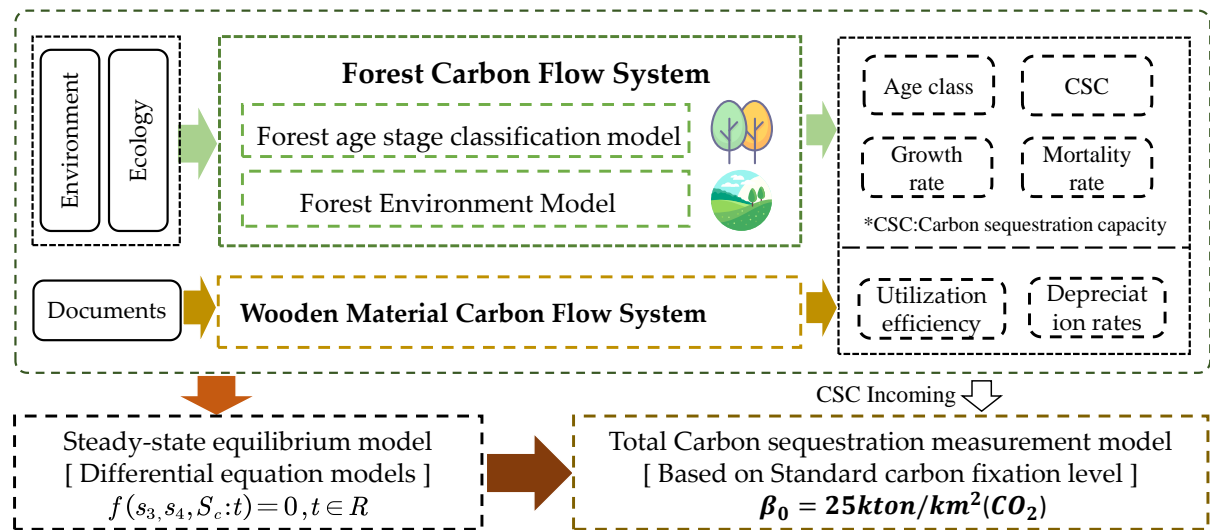 Environment
Ecology
Forest Carbon Flow System
Forest age stage classification model
Forest Environment Model
Age class
CSC
Growth
rate
Mortality
rate
*CSC:Carbon sequestration capacity
Documents
Wooden Material Carbon Flow System
Utilization
efficiency
Depreciat
ion rates
CSC Incoming
Steady-state equilibrium model
[ Differential equation models ]
f(s₃,s₄,S_c:t)=0,t∈R
Total Carbon sequestration measurement model
[ Based on Standard carbon fixation level ]
β₀ = 25kton/km²(CO₂)